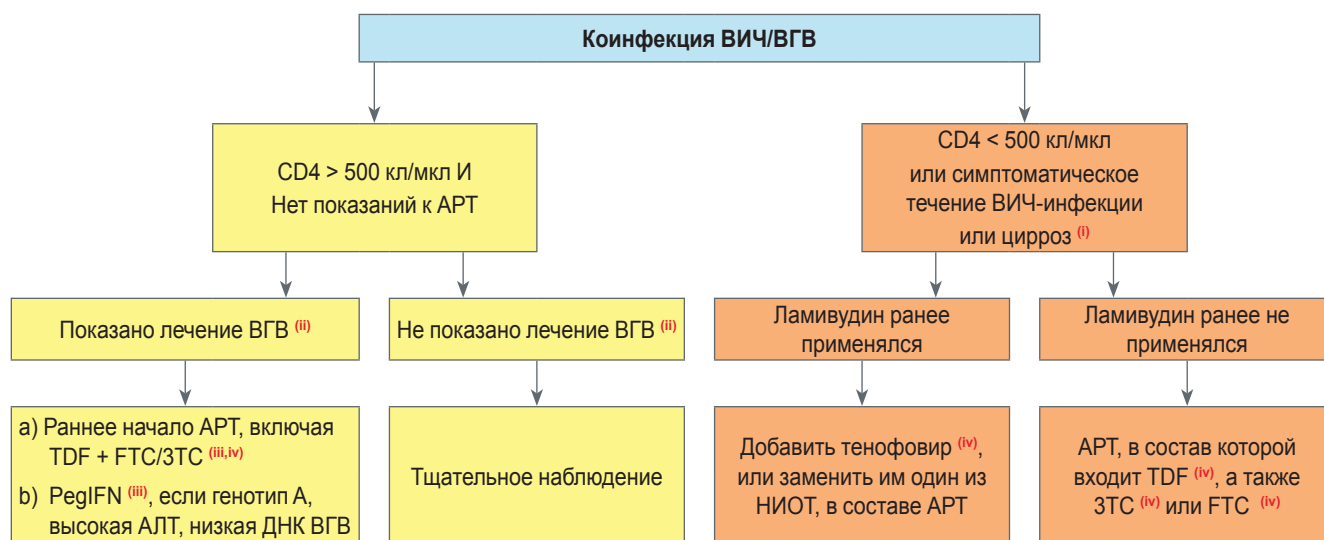 Коинфекция ВИЧ/ВГВ
CD4 > 500 кл/мкл И
Нет показаний к АРТ
CD4 < 500 кл/мкл
или симптоматическое
течение ВИЧ-инфекции
или цирроз (i)
Показано лечение ВГВ (ii)
Не показано лечение ВГВ (ii)
Ламивудин ранее
применялся
Ламивудин ранее не
применялся
a) Раннее начало АРТ, включая
TDF + FTC/3TC (iii,iv)
b) PegIFN (iii), если генотип А,
высокая АЛТ, низкая ДНК ВГВ
Тщательное наблюдение
Добавить тенофовир (iv),
или заменить им один из
НИОТ, в составе АРТ
АРТ, в состав которой
входит TDF (iv), а также
3TC (iv) или FTC (iv)